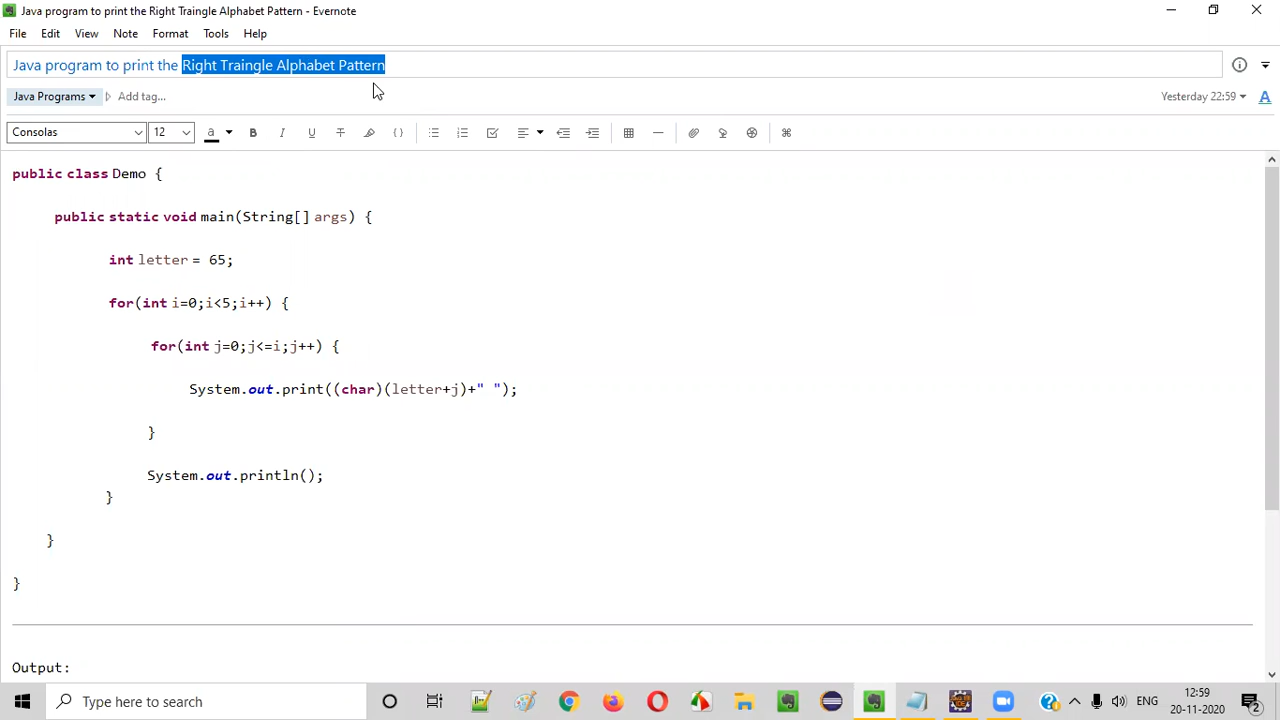 Java program to print the Right Traingle Alphabet Pattern - Evernote
File Edit View Note Format Tools Help
Java program to print the Right Traingle Alphabet Pattern
Java Programs Add tag... Yesterday 22:59
Consolas 12
public class Demo {
public static void main(String[] args) {
int letter = 65;
for(int i=0;i<5;i++) {
for(int j=0;j<=i;j++) {
System.out.print((char)(letter+j)+" ");
}
System.out.println();
}
}
}
Output:
Type here to search
ENG
12:59
20-11-2020
2